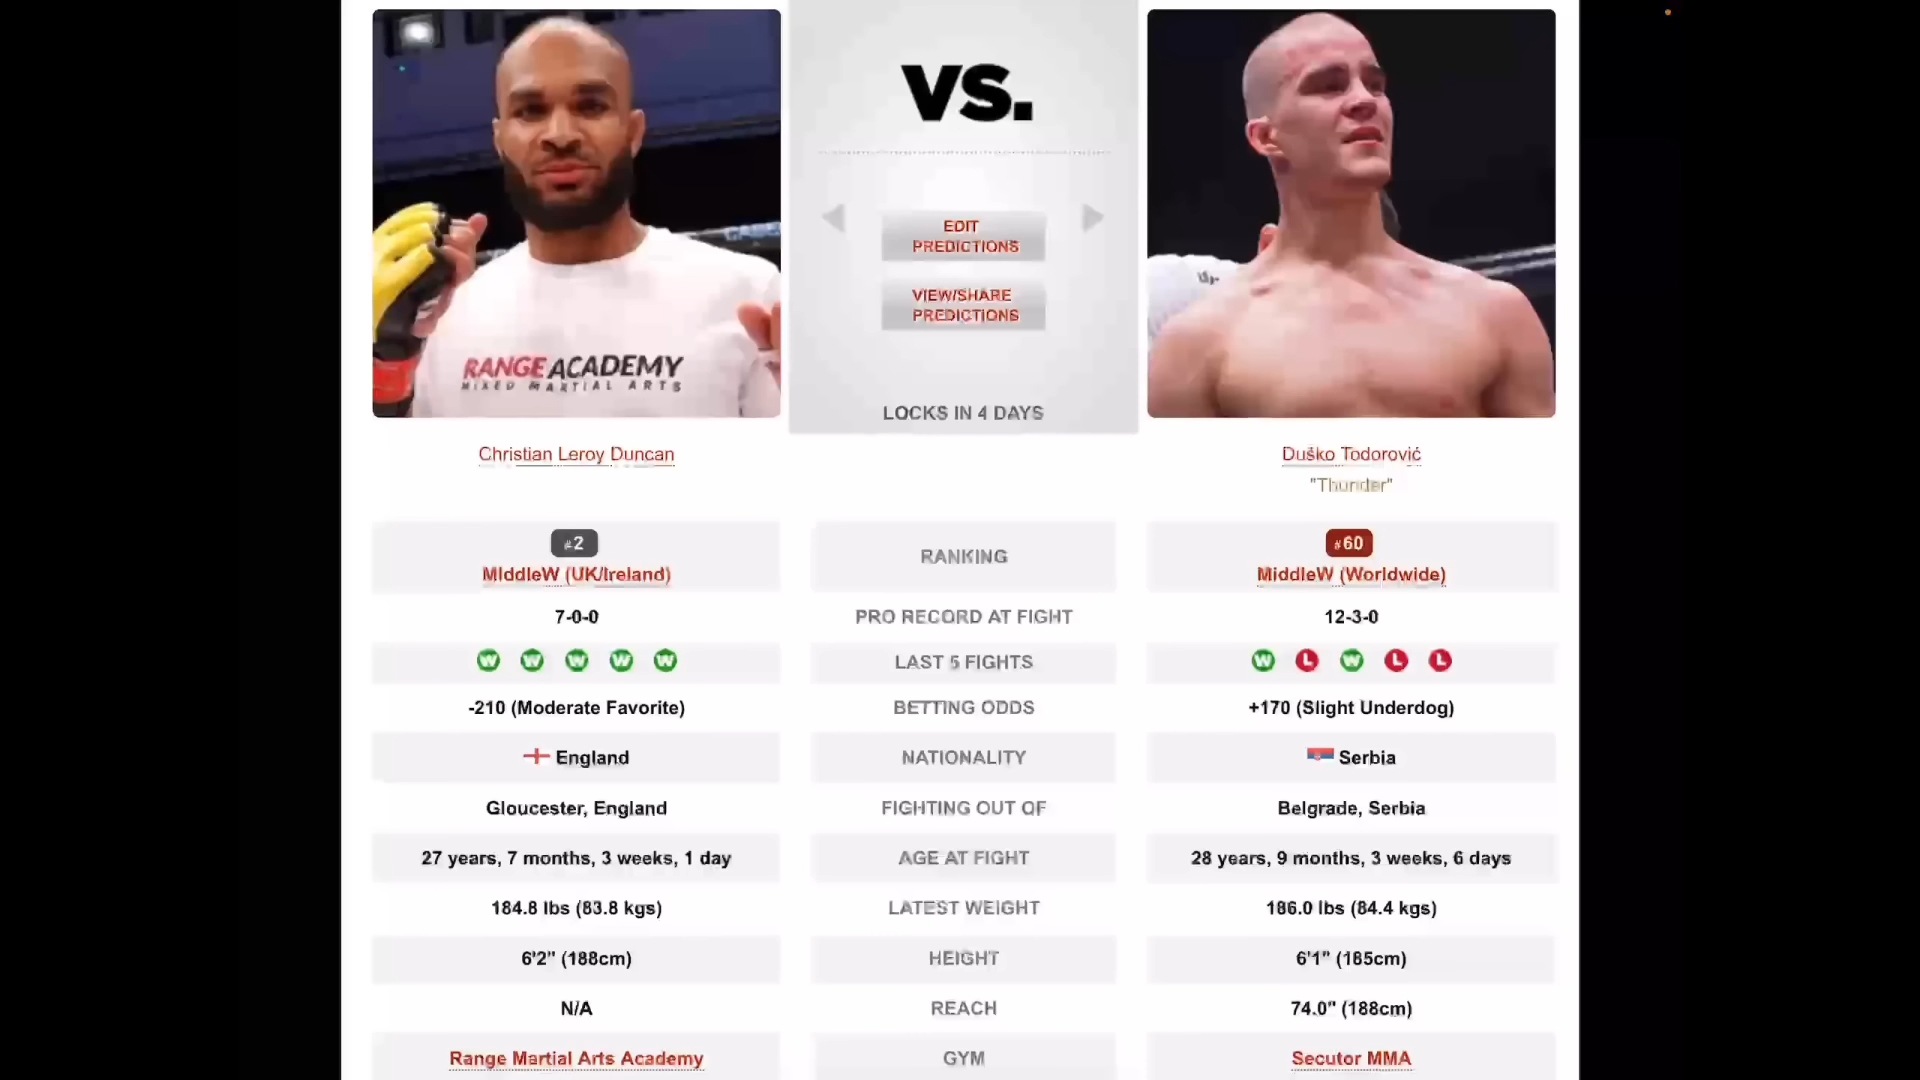 VS.
EDIT
PREDICTIONS
VIEW/SHARE
PREDICTIONS
LOCKS IN 4 DAYS
RANGE ACADEMY
MIXED MARTIAL ARTS
Christian Leroy Duncan
Duško Todorović
"Thunder"
#2
MiddleW (UK/Ireland)
RANKING
#60
MiddleW (Worldwide)
7-0-0
PRO RECORD AT FIGHT
12-3-0
W W W W W
LAST 5 FIGHTS
W L W L L
-210 (Moderate Favorite)
BETTING ODDS
+170 (Slight Underdog)
England
NATIONALITY
Serbia
Gloucester, England
FIGHTING OUT OF
Belgrade, Serbia
27 years, 7 months, 3 weeks, 1 day
AGE AT FIGHT
28 years, 9 months, 3 weeks, 6 days
184.8 lbs (83.8 kgs)
LATEST WEIGHT
186.0 lbs (84.4 kgs)
6'2" (188cm)
HEIGHT
6'1" (185cm)
N/A
REACH
74.0" (188cm)
Range Martial Arts Academy
GYM
Secutor MMA